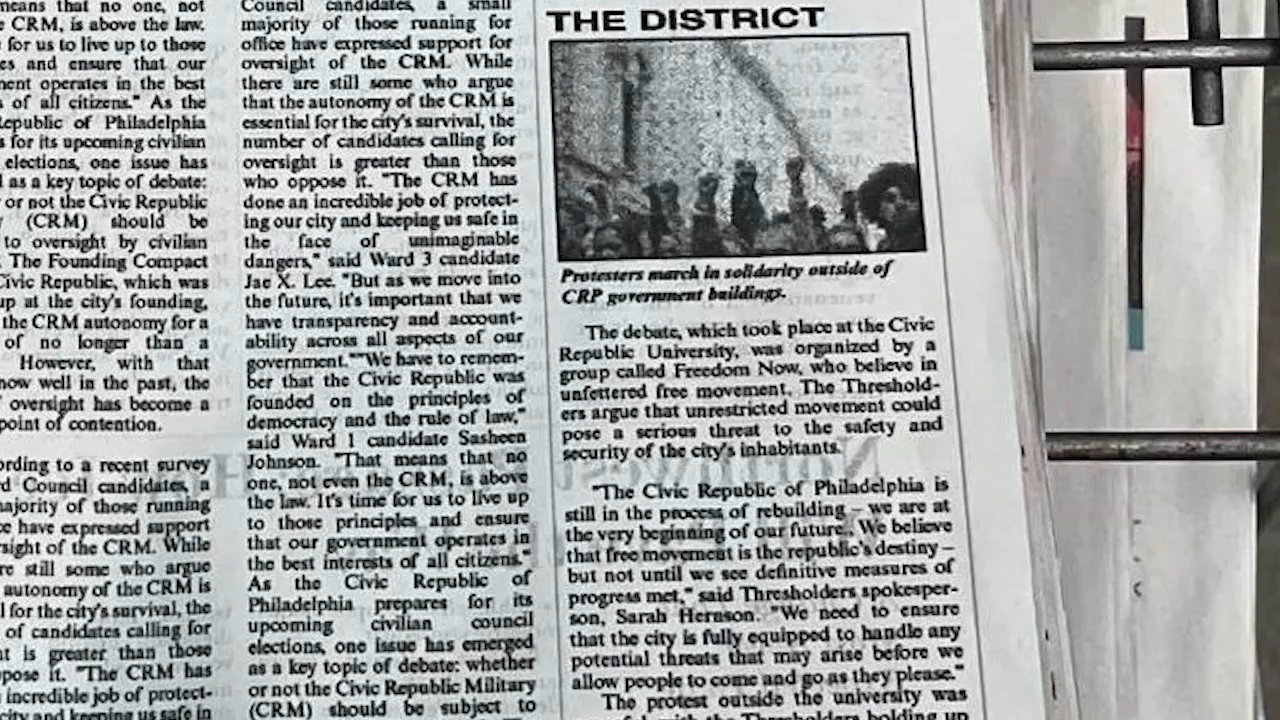 means that no one, not
CRM, is above the law.
for us to live up to those
and ensure that our
operates in the best
of all citizens." As the
Republic of Philadelphia
for its upcoming civilian
elections, one issue has
as a key topic of debate:
or not the Civic Republic
(CRM) should be
to oversight by civilian
The Founding Compact
Civic Republic, which was
up at the city's founding,
the CRM autonomy for a
of no longer than a
However, with that
now well in the past, the
oversight has become a
point of contention.
according to a recent survey
Council candidates, a
majority of those running
have expressed support
oversight of the CRM. While
still some who argue
autonomy of the CRM is
for the city's survival, the
of candidates calling for
is greater than those
oppose it. "The CRM has
incredible job of protect-
city and keeping us safe in
Council candidates, a small
majority of those running for
office have expressed support for
oversight of the CRM. While
there are still some who argue
that the autonomy of the CRM is
essential for the city's survival, the
number of candidates calling for
oversight is greater than those
who oppose it. "The CRM has
done an incredible job of protect-
ing our city and keeping us safe in
the face of unimaginable
dangers," said Ward 3 candidate
Jae X. Lee. "But as we move into
the future, it's important that we
have transparency and account-
ability across all aspects of our
government.""We have to remem-
ber that the Civic Republic was
founded on the principles of
democracy and the rule of law,"
said Ward 1 candidate Sasheen
Johnson. "That means that no
one, not even the CRM, is above
the law. It's time for us to live up
to those principles and ensure
that our government operates in
the best interests of all citizens."
As the Civic Republic of
Philadelphia prepares for its
upcoming civilian council
elections, one issue has emerged
as a key topic of debate: whether
or not the Civic Republic Military
(CRM) should be subject to
THE DISTRICT
Protesters march in solidarity outside of
CRP government buildings.
The debate, which took place at the Civic
Republic University, was organized by a
group called Freedom Now, who believe in
unfettered free movement. The Threshold-
ers argue that unrestricted movement could
pose a serious threat to the safety and
security of the city's inhabitants.
"The Civic Republic of Philadelphia is
still in the process of rebuilding – we are at
the very beginning of our future. We believe
that free movement is the republic's destiny –
but not until we see definitive measures of
progress met," said Thresholders spokesper-
son, Sarah Hernson. "We need to ensure
that the city is fully equipped to handle any
potential threats that may arise before we
allow people to come and go as they please."
The protest outside the university was
with the Thresholders holding up